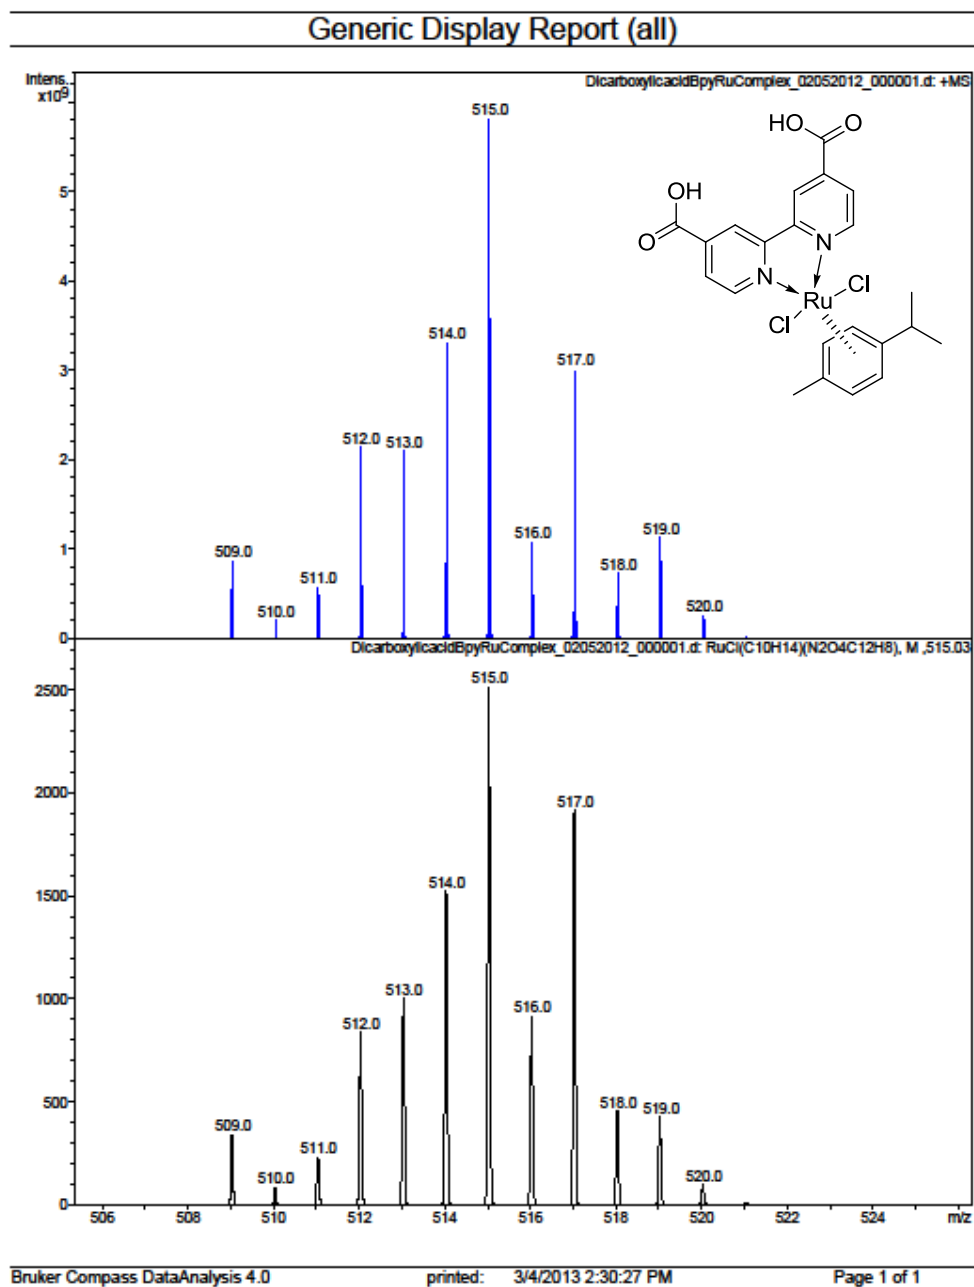 Generic Display Report (all)
Intens.
x10⁹
DicarboxylicacidBpyRuComplex_02052012_000001.d: +MS
515.0
HO
O
5
OH
O
N
N
4
Ru
Cl
Cl
514.0
517.0
3
512.0
513.0
2
516.0
519.0
1
509.0
511.0
518.0
510.0
520.0
0
DicarboxylicacidBpyRuComplex_02052012_000001.d: RuCl(C10H14)(N2O4C12H8), M ,515.03
515.0
2500
2000
517.0
1500
514.0
1000
513.0
512.0
516.0
500
518.0
519.0
509.0
511.0
510.0
520.0
0
506 508 510 512 514 516 518 520 522 524 m/z
Bruker Compass DataAnalysis 4.0 printed: 3/4/2013 2:30:27 PM Page 1 of 1